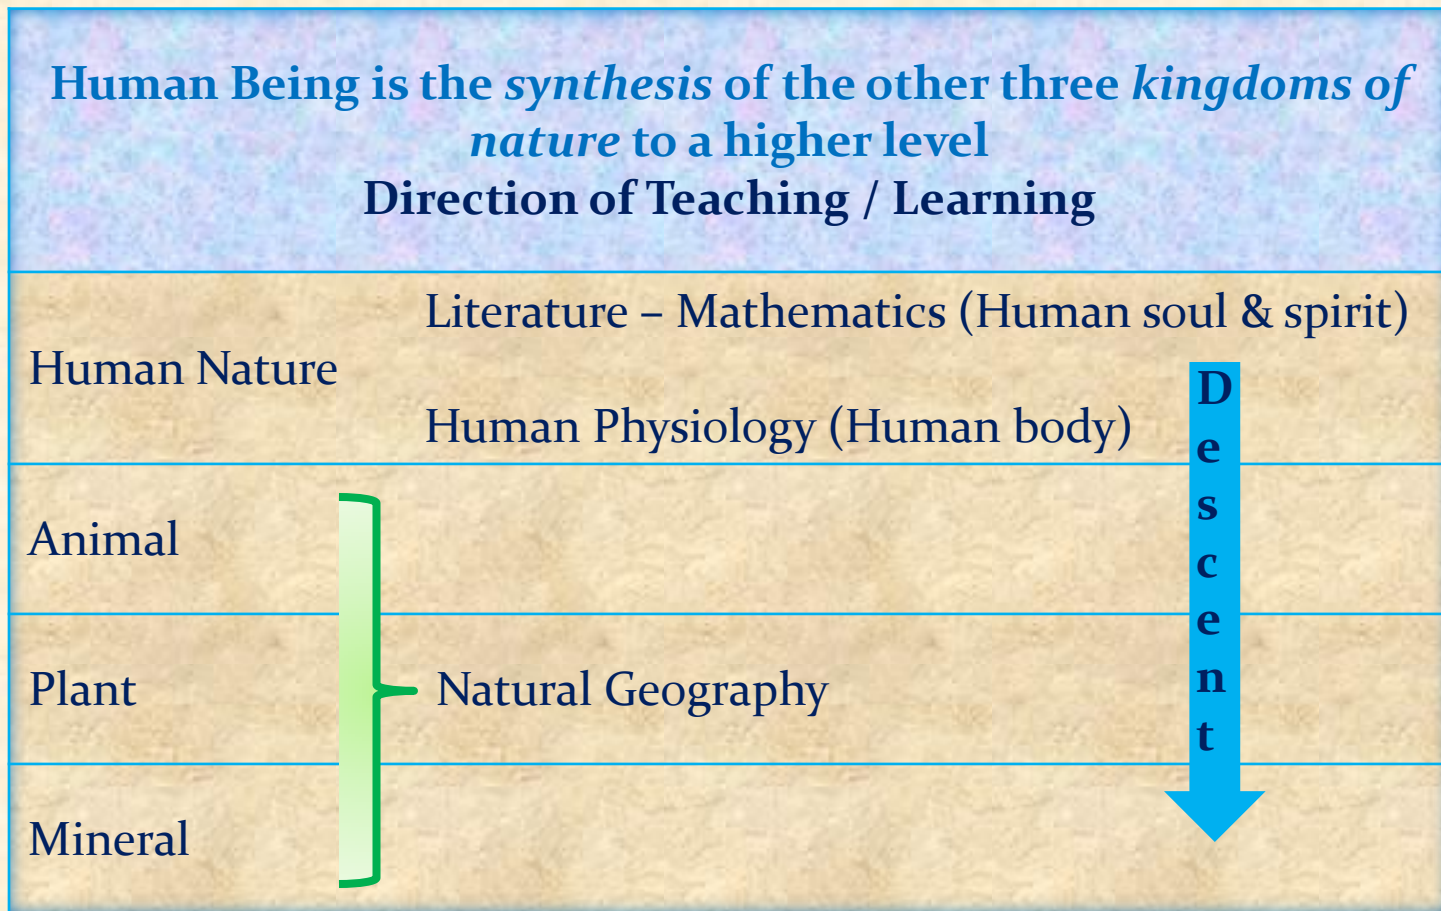 Human Being is the synthesis of the other three kingdoms of
nature to a higher level
Direction of Teaching / Learning
Literature – Mathematics (Human soul & spirit)
Human Nature
Human Physiology (Human body)
Descent
Animal
Plant
Natural Geography
Mineral